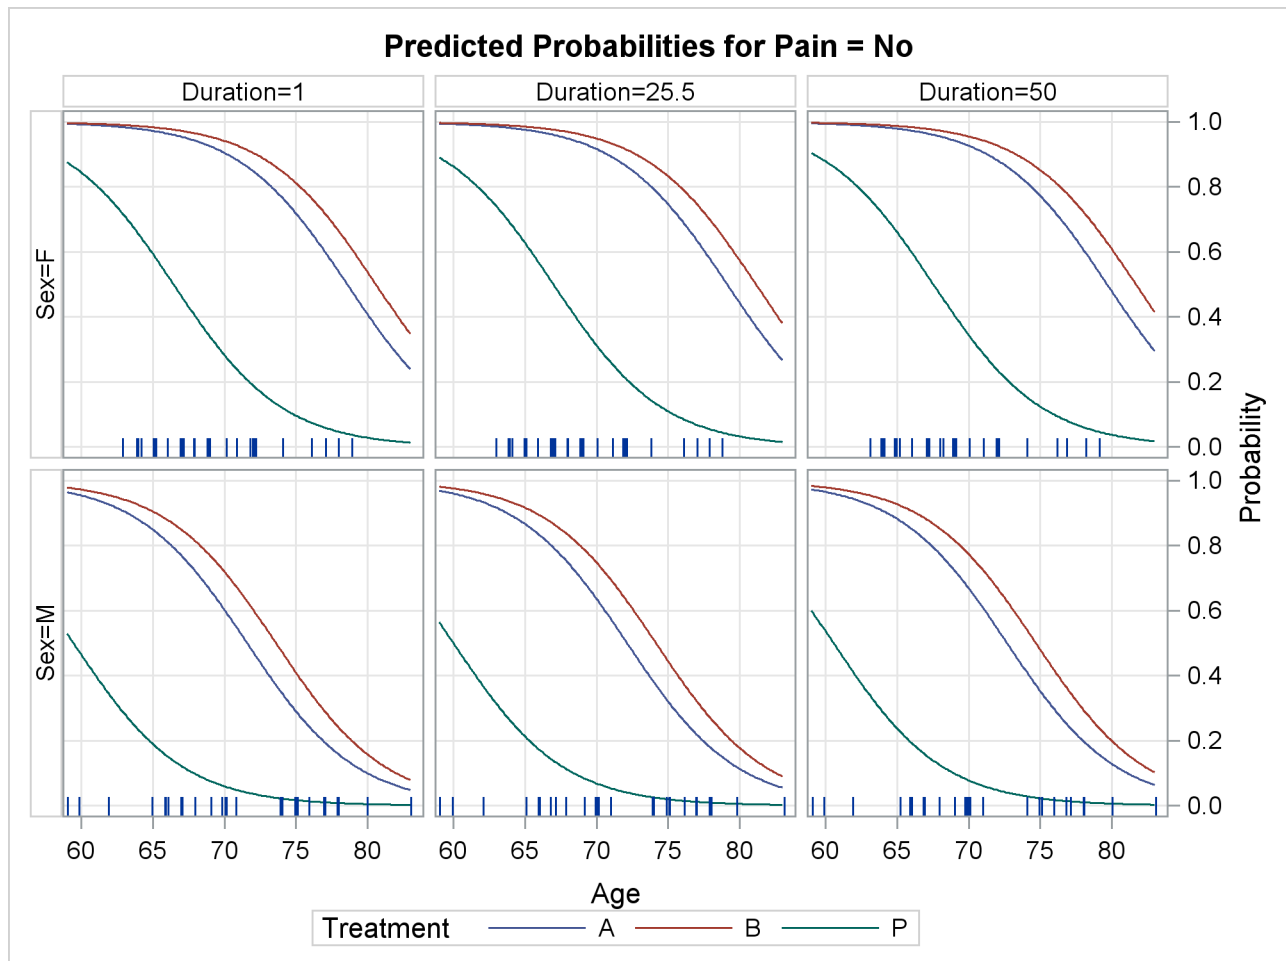 Predicted Probabilities for Pain = No
Duration=1
Duration=25.5
Duration=50
Sex=F
1.0
0.8
0.6
0.4
0.2
0.0
Sex=M
1.0
0.8
0.6
0.4
0.2
0.0
Probability
60 65 70 75 80
60 65 70 75 80
60 65 70 75 80
Age
Treatment A B P